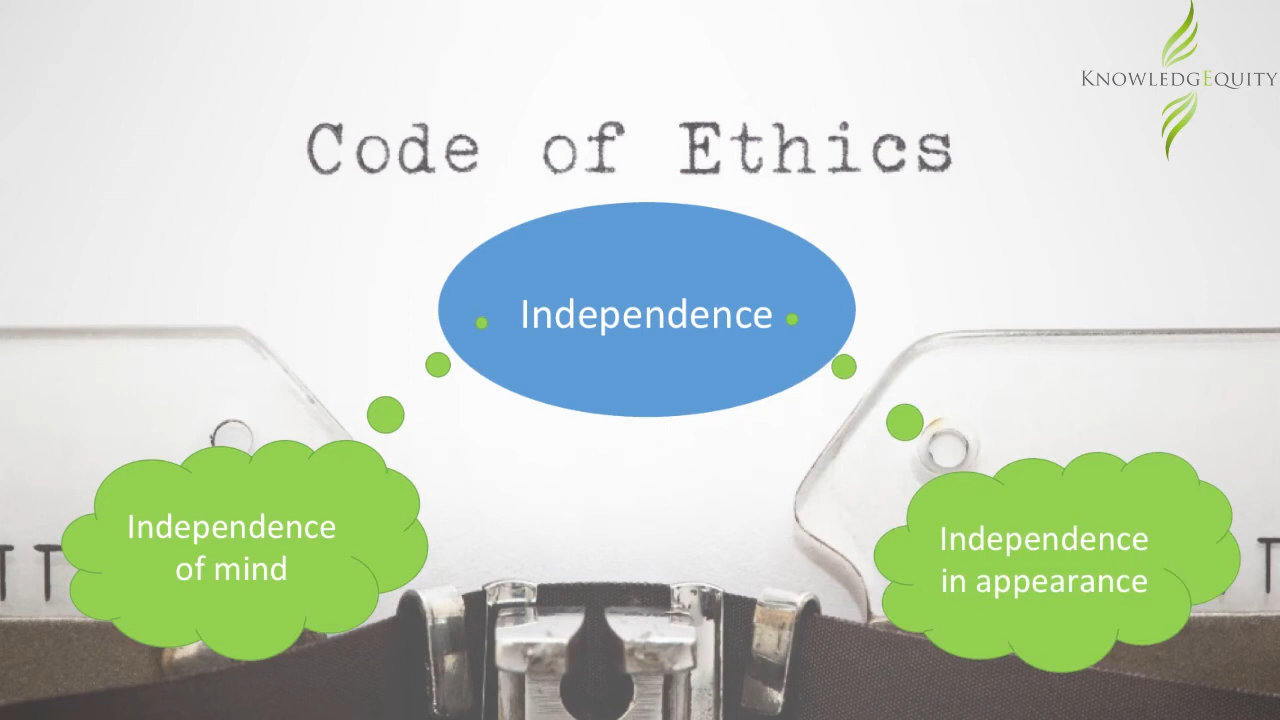 KNOWLEDGEQUITY
Code of Ethics
Independence
Independence
of mind
Independence
in appearance